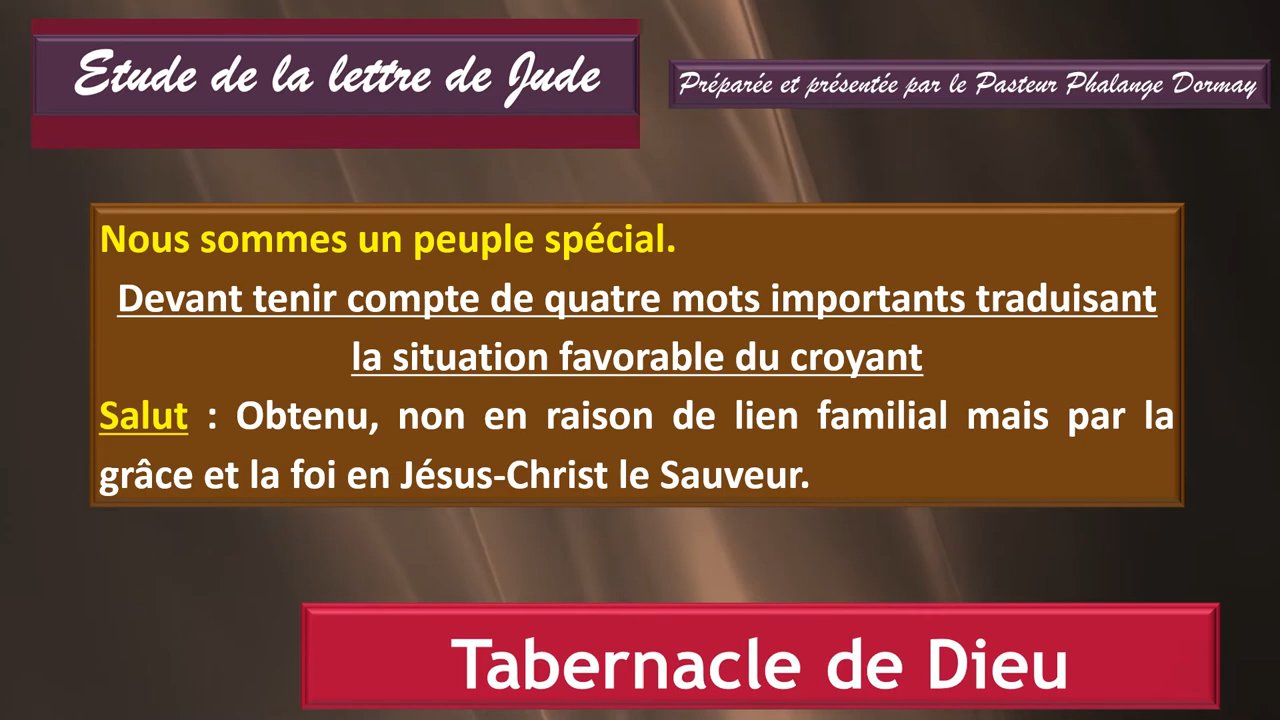 Etude de la lettre de Jude
Préparée et présentée par le Pasteur Phalange Dormay
Nous sommes un peuple spécial.
Devant tenir compte de quatre mots importants traduisant
la situation favorable du croyant
Salut : Obtenu, non en raison de lien familial mais par la
grâce et la foi en Jésus-Christ le Sauveur.
Tabernacle de Dieu